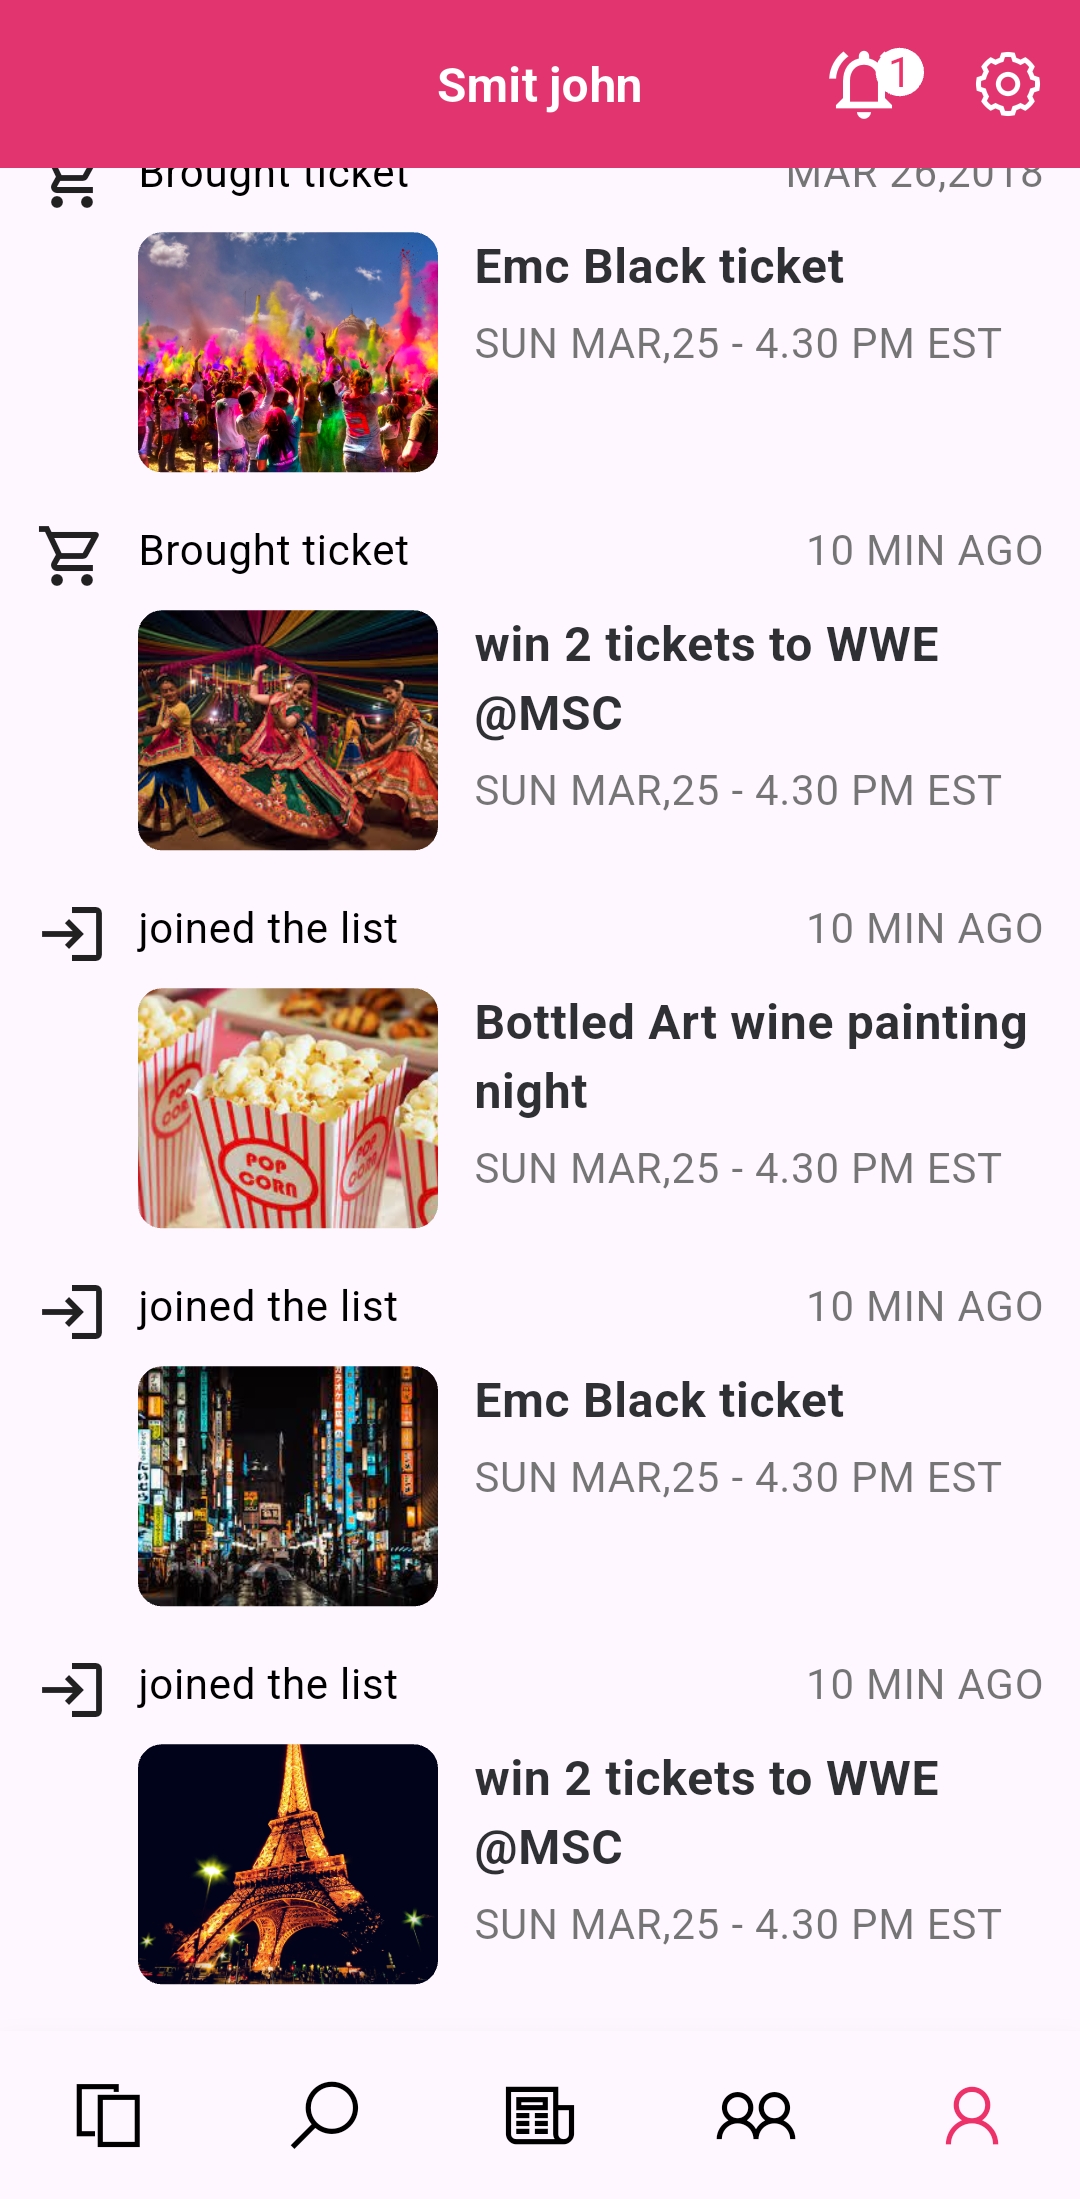 Smit john
1
Brought ticket
MAR 26,2018
Emc Black ticket
SUN MAR,25 - 4.30 PM EST
Brought ticket
10 MIN AGO
win 2 tickets to WWE
@MSC
SUN MAR,25 - 4.30 PM EST
joined the list
10 MIN AGO
POP
CORN
Bottled Art wine painting
night
SUN MAR,25 - 4.30 PM EST
joined the list
10 MIN AGO
Emc Black ticket
SUN MAR,25 - 4.30 PM EST
joined the list
10 MIN AGO
win 2 tickets to WWE
@MSC
SUN MAR,25 - 4.30 PM EST